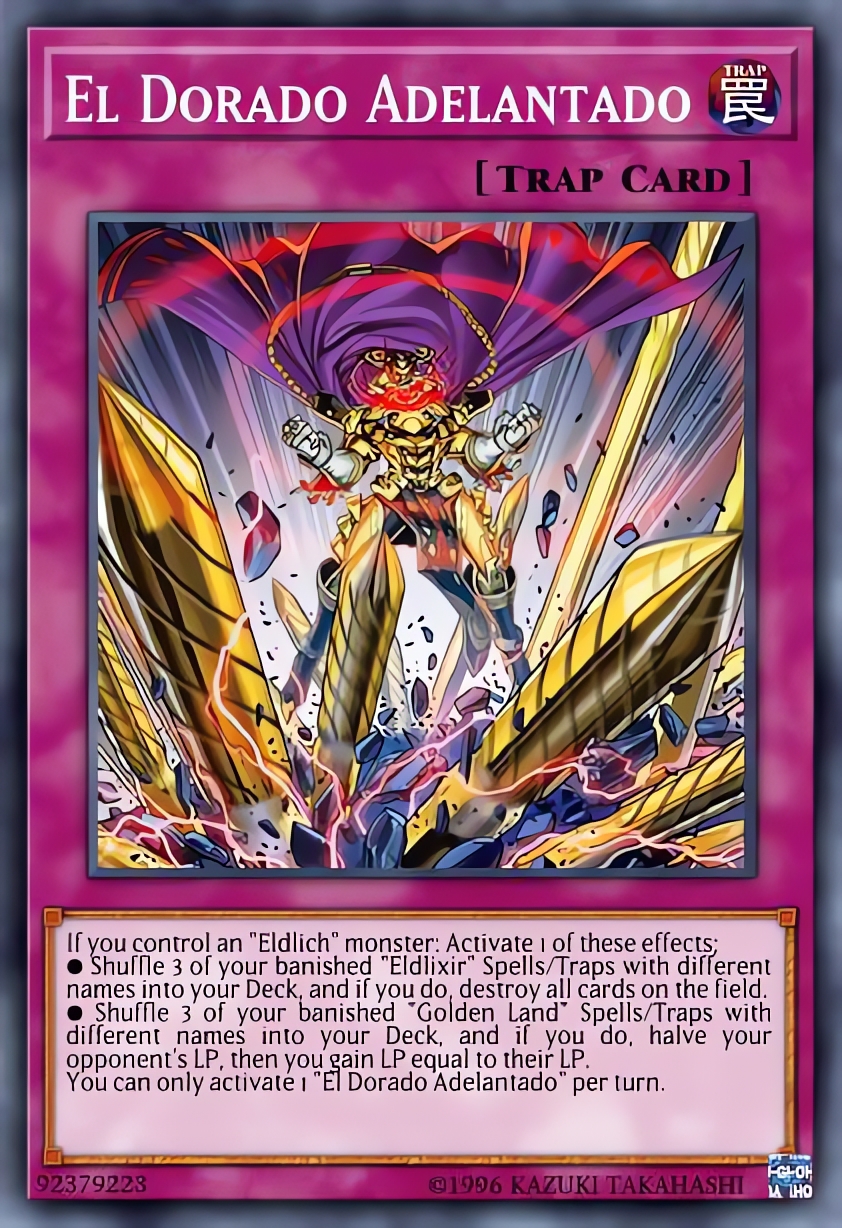 El Dorado Adelantado
TRAP
罠
[Trap Card]
If you control an "Eldlich" monster: Activate 1 of these effects;
● Shuffle 3 of your banished "Eldlixir" Spells/Traps with different
names into your Deck, and if you do, destroy all cards on the field.
● Shuffle 3 of your banished "Golden Land" Spells/Traps with
different names into your Deck, and if you do, halve your
opponent's LP, then you gain LP equal to their LP.
You can only activate 1 "El Dorado Adelantado" per turn.
92379223
©1996 KAZUKI TAKAHASHI